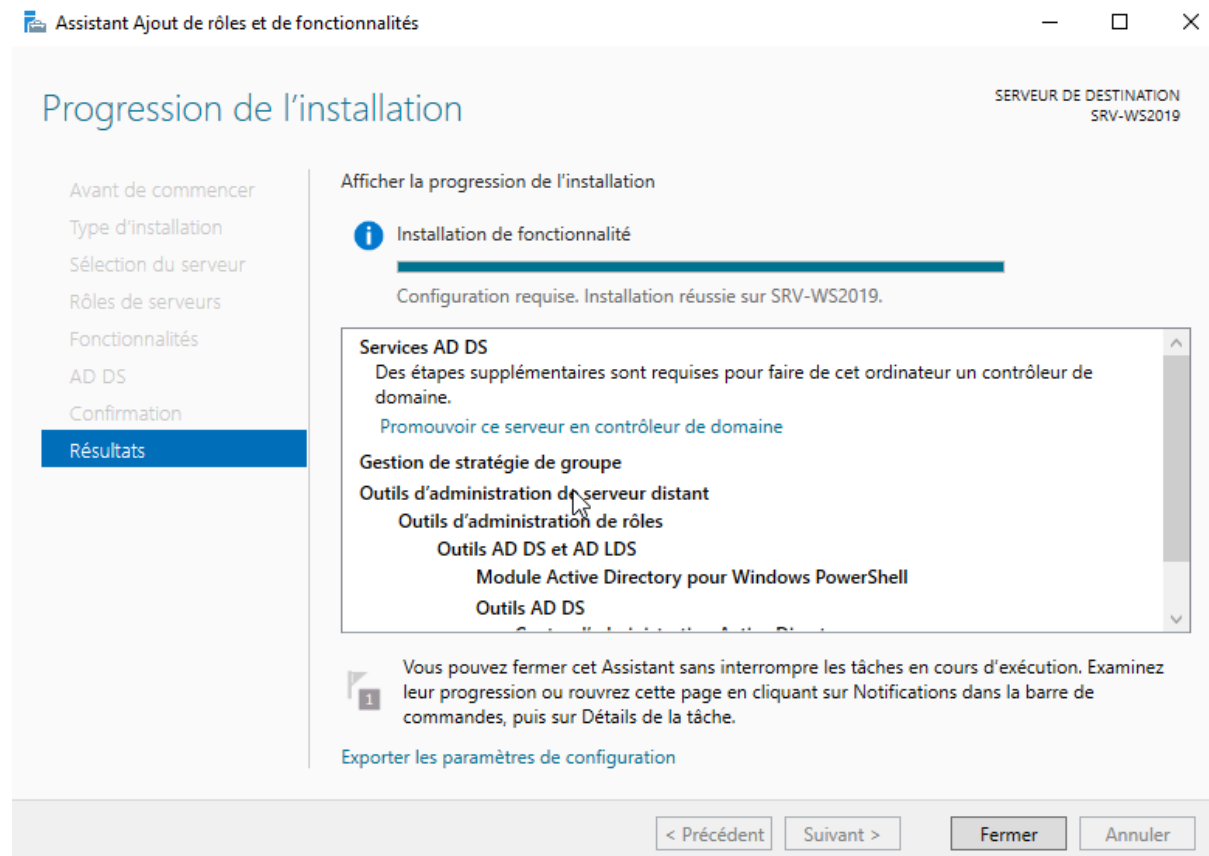 Assistant Ajout de rôles et de fonctionnalités
Progression de l’installation
SERVEUR DE DESTINATION
SRV-WS2019
Avant de commencer
Type d'installation
Sélection du serveur
Rôles de serveurs
Fonctionnalités
AD DS
Confirmation
Résultats
Afficher la progression de l’installation
Installation de fonctionnalité
Configuration requise. Installation réussie sur SRV-WS2019.
Services AD DS
Des étapes supplémentaires sont requises pour faire de cet ordinateur un contrôleur de
domaine.
Promouvoir ce serveur en contrôleur de domaine
Gestion de stratégie de groupe
Outils d’administration de serveur distant
Outils d’administration de rôles
Outils AD DS et AD LDS
Module Active Directory pour Windows PowerShell
Outils AD DS
1
Vous pouvez fermer cet Assistant sans interrompre les tâches en cours d’exécution. Examinez
leur progression ou rouvrez cette page en cliquant sur Notifications dans la barre de
commandes, puis sur Détails de la tâche.
Exporter les paramètres de configuration
< Précédent
Suivant >
Fermer
Annuler